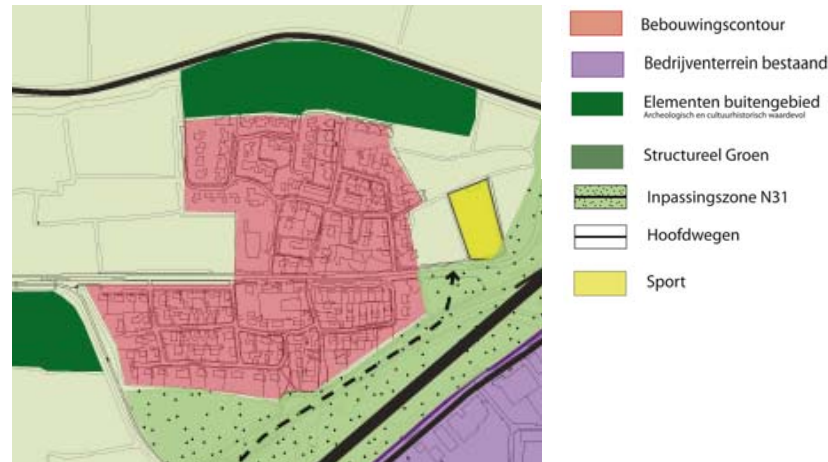 Bebouwingscontour
Bedrijventerrein bestaand
Elementen buitengebied
Archeologisch en cultuurhistorisch waardevol
Structureel Groen
Inpassingszone N31
Hoofdwegen
Sport